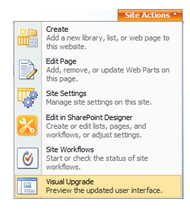 Site Actions
Create
Add a new library, list, or web page to
this website.
Edit Page
Add, remove, or update Web Parts on
this page.
Site Settings
Manage site settings on this site.
Edit in SharePoint Designer
Create or edit lists, pages, and
workflows, or adjust settings.
Site Workflows
Start or check the status of site
workflows.
Visual Upgrade
Preview the updated user interface.